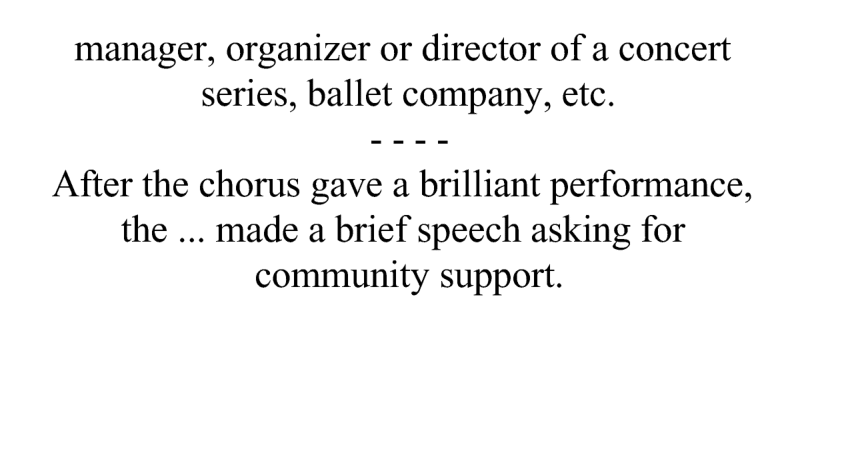 manager, organizer or director of a concert
series, ballet company, etc.
- - - -
After the chorus gave a brilliant performance,
the ... made a brief speech asking for
community support.